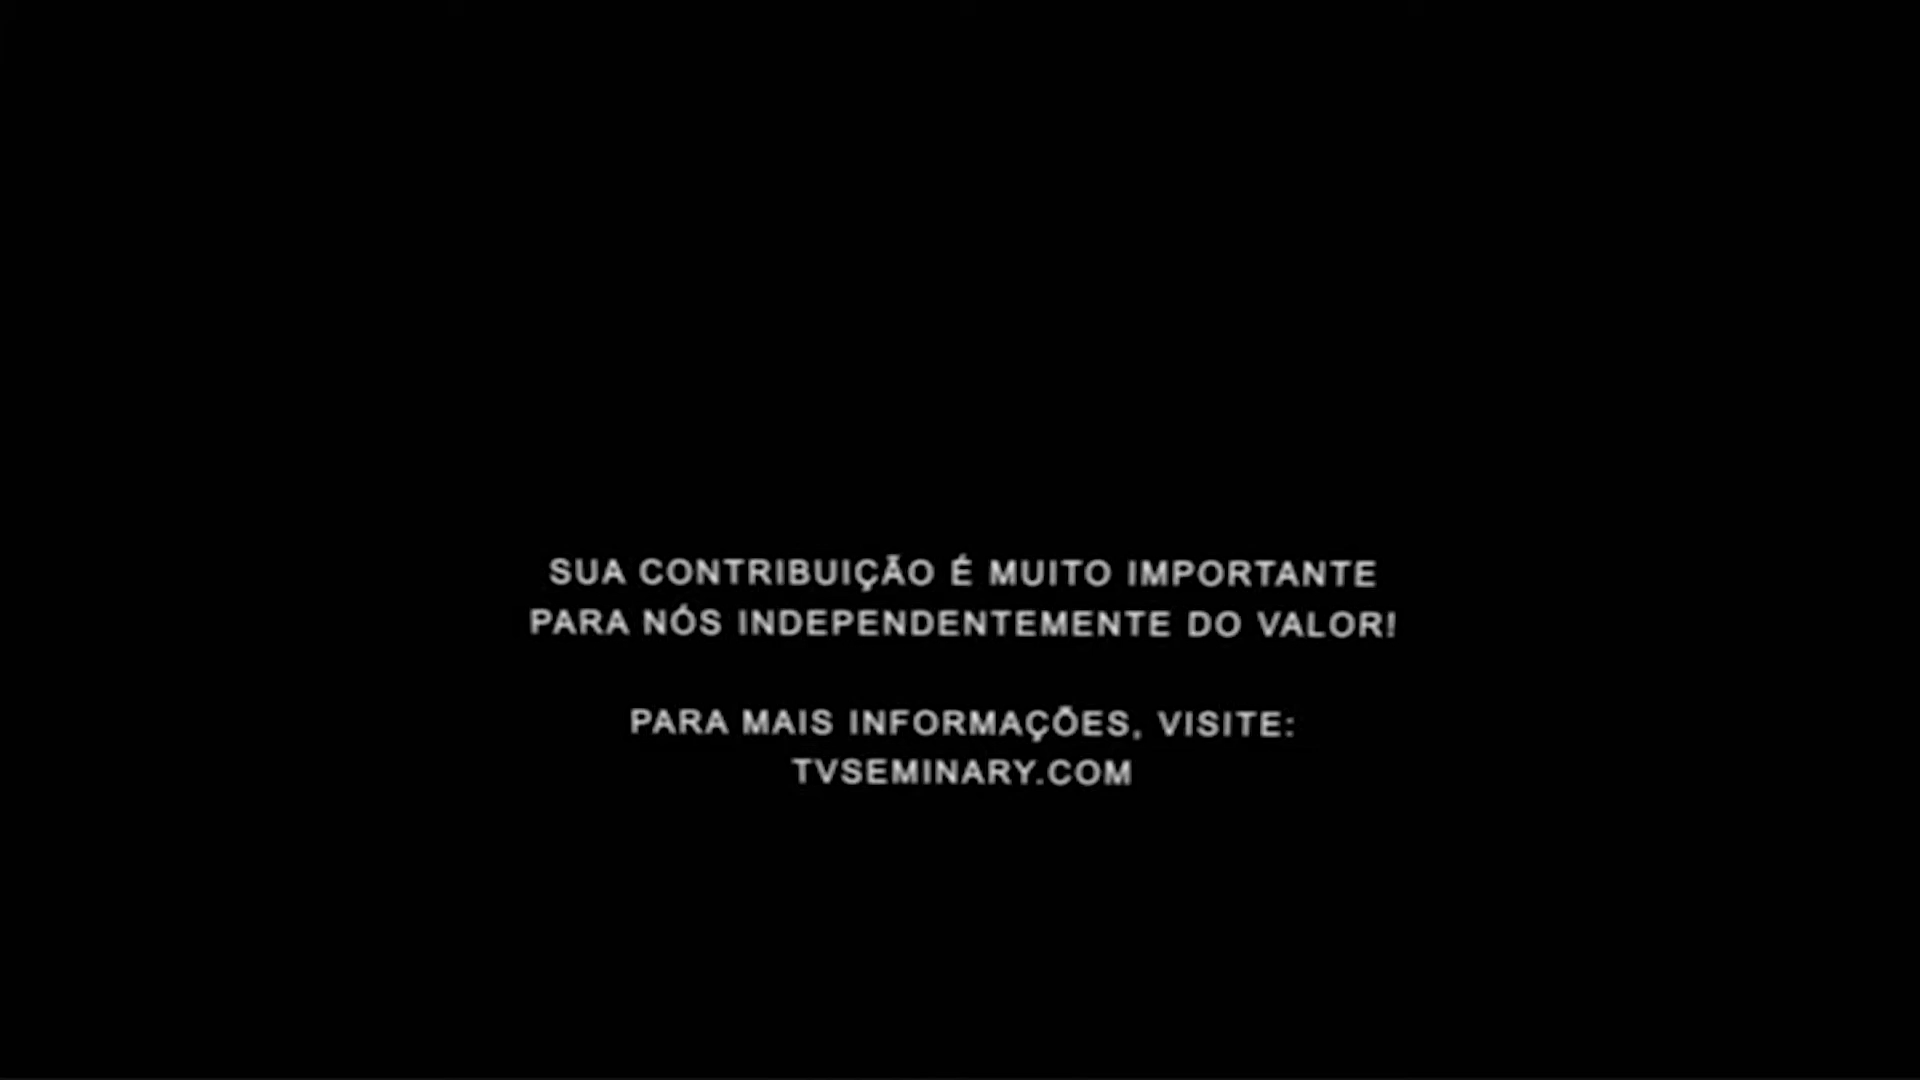 SUA CONTRIBUIÇÃO É MUITO IMPORTANTE
PARA NÓS INDEPENDENTEMENTE DO VALOR!
PARA MAIS INFORMAÇÕES, VISITE:
TVSEMINARY.COM